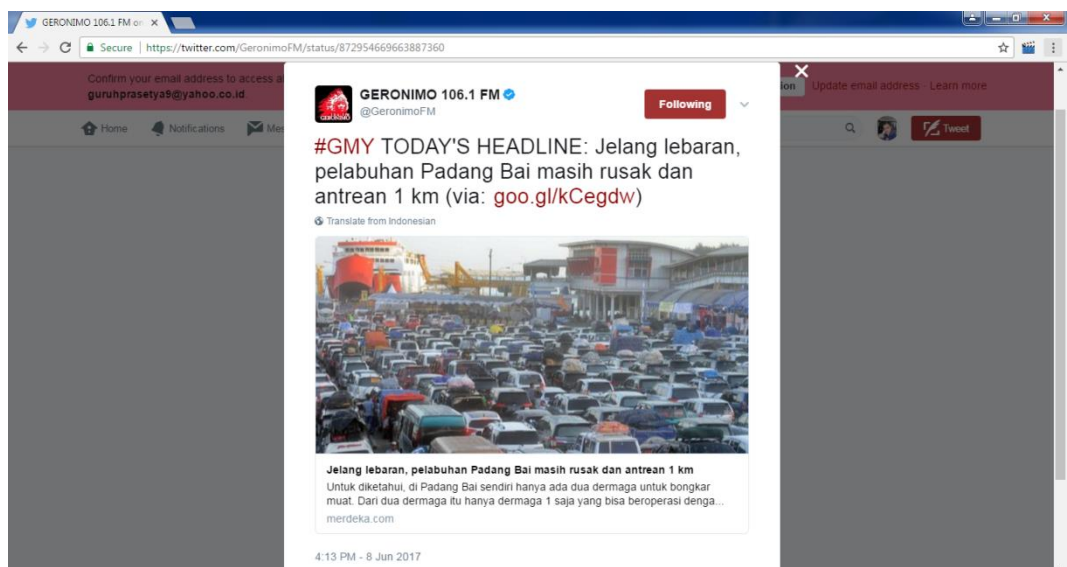 GERONIMO 106.1 FM on
Secure | https://twitter.com/GeronimoFM/status/872954669663887360
Confirm your email address to access a
guruhprasetya9@yahoo.co.id
Update email address · Learn more
Home Notifications Mes
Tweet
GERONIMO 106.1 FM
@GeronimoFM
Following
#GMY TODAY'S HEADLINE: Jelang lebaran,
pelabuhan Padang Bai masih rusak dan
antrean 1 km (via: goo.gl/kCegdw)
Translate from Indonesian
Jelang lebaran, pelabuhan Padang Bai masih rusak dan antrean 1 km
Untuk diketahui, di Padang Bai sendiri hanya ada dua dermaga untuk bongkar
muat. Dari dua dermaga itu hanya dermaga 1 saja yang bisa beroperasi denga...
merdeka.com
4:13 PM - 8 Jun 2017